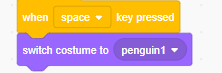 when space key pressed
switch costume to penguin1